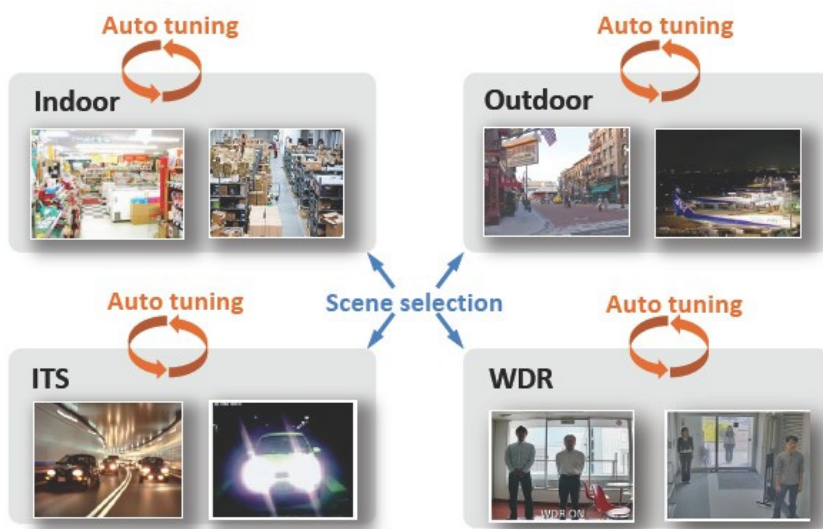 Auto tuning
Auto tuning
Indoor
Outdoor
Scene selection
Auto tuning
Auto tuning
ITS
WDR
WDR ON